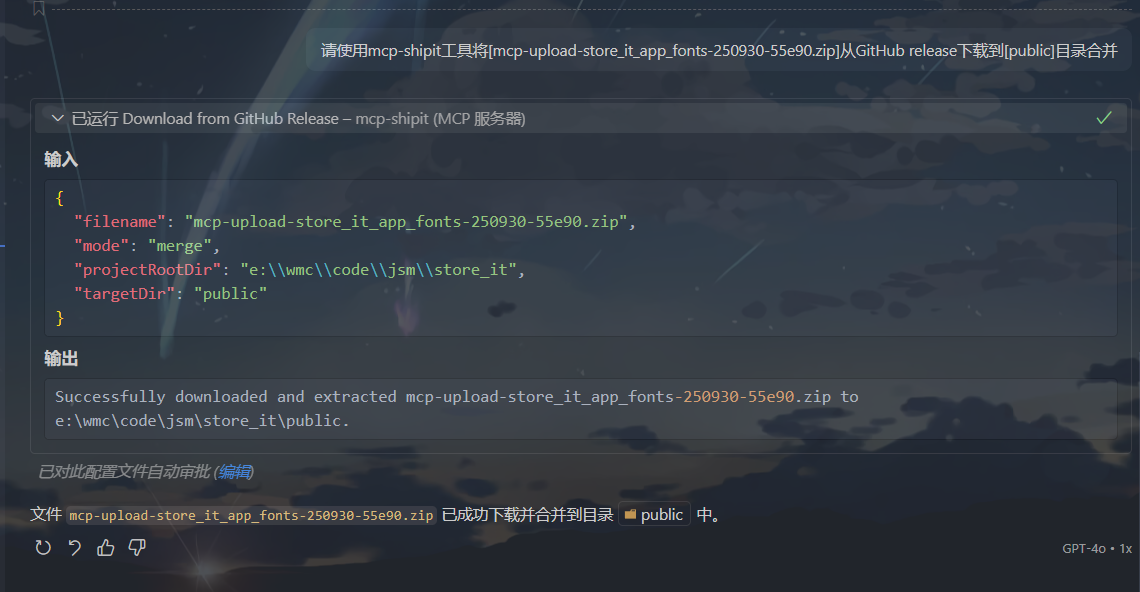 请使用mcp-shipit工具将[mcp-upload-store_it_app_fonts-250930-55e90.zip]从GitHub release下载到[public]目录合并
已运行 Download from GitHub Release – mcp-shipit (MCP 服务器)
输入
{
"filename": "mcp-upload-store_it_app_fonts-250930-55e90.zip",
"mode": "merge",
"projectRootDir": "e:\\wmc\\code\\jsm\\store_it",
"targetDir": "public"
}
输出
Successfully downloaded and extracted mcp-upload-store_it_app_fonts-250930-55e90.zip to
e:\wmc\code\jsm\store_it\public.
已对此配置文件自动审批 (编辑)
文件 mcp-upload-store_it_app_fonts-250930-55e90.zip 已成功下载并合并到目录 public 中。
GPT-4o • 1x